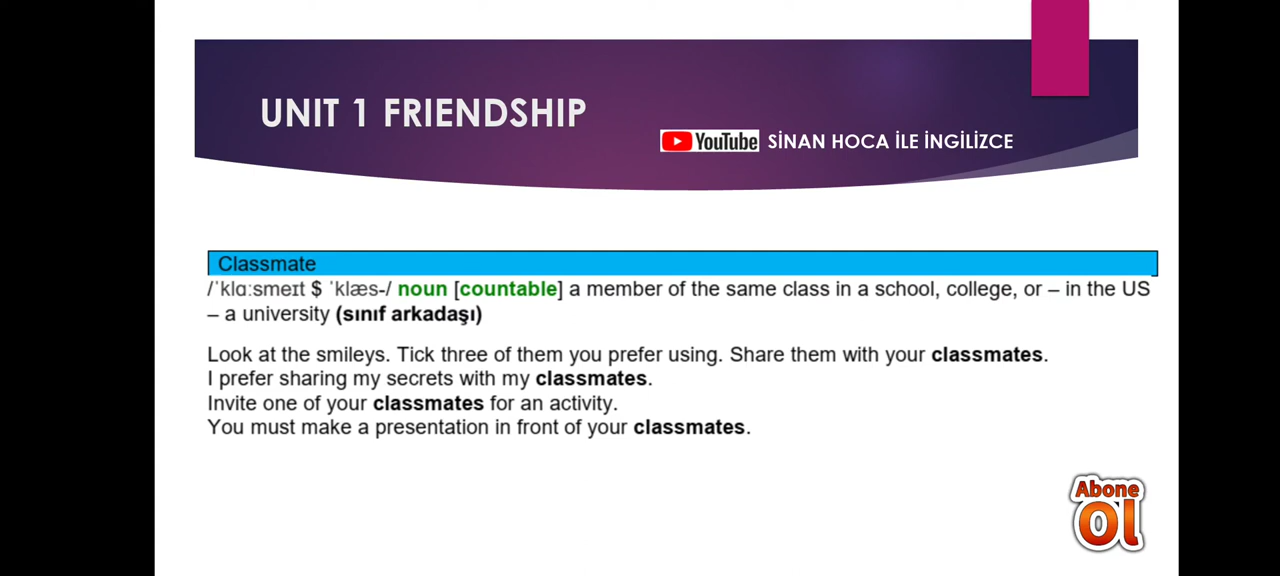 UNIT 1 FRIENDSHIP
YouTube SİNAN HOCA İLE İNGİLİZCE
Classmate
/ˈklɑːsmeɪt $ ˈklæs-/ noun [countable] a member of the same class in a school, college, or – in the US
– a university (sınıf arkadaşı)
Look at the smileys. Tick three of them you prefer using. Share them with your classmates.
I prefer sharing my secrets with my classmates.
Invite one of your classmates for an activity.
You must make a presentation in front of your classmates.
Abone
ol